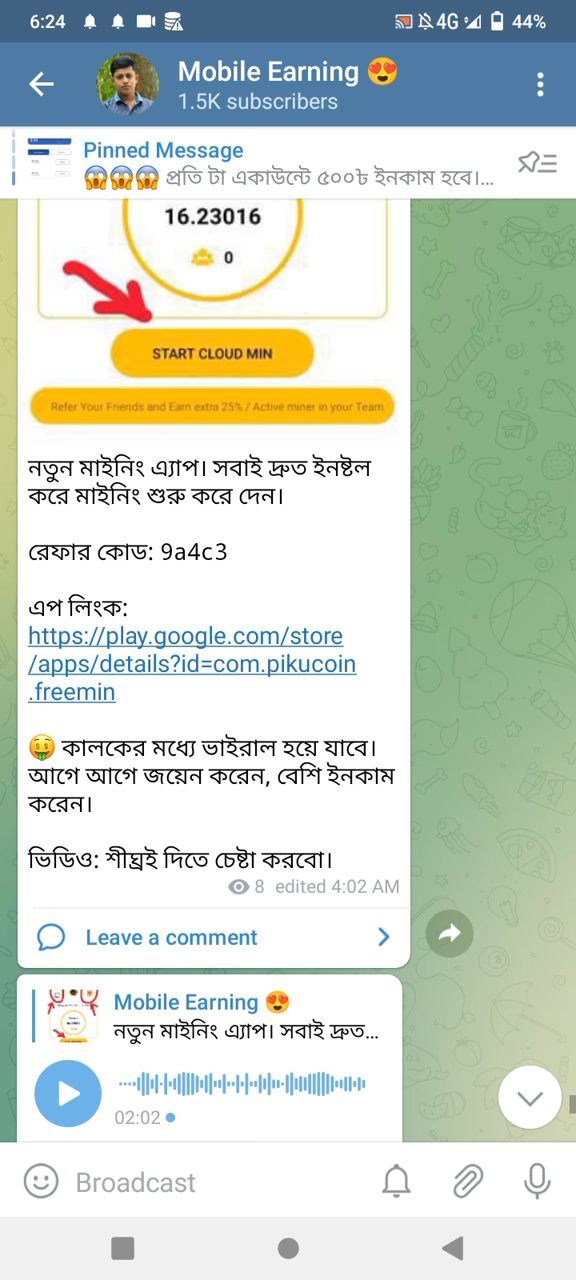 6:24
4G
44%
Mobile Earning 😍
1.5K subscribers
Pinned Message
😱😱😱 প্রতি টা একাউন্টে ৫০০৳ ইনকাম হবে।...
16.23016
0
START CLOUD MIN
Refer Your Friends and Earn extra 25% / Active miner in your Team
নতুন মাইনিং এ্যাপ। সবাই দ্রুত ইনষ্টল
করে মাইনিং শুরু করে দেন।
রেফার কোড: 9a4c3
এপ লিংক:
https://play.google.com/store
/apps/details?id=com.pikucoin
.freemin
🤑 কালকের মধ্যে ভাইরাল হয়ে যাবে।
আগে আগে জয়েন করেন, বেশি ইনকাম
করেন।
ভিডিও: শীঘ্রই দিতে চেষ্টা করবো।
8 edited 4:02 AM
Leave a comment
Mobile Earning 😍
নতুন মাইনিং এ্যাপ। সবাই দ্রুত...
02:02
Broadcast